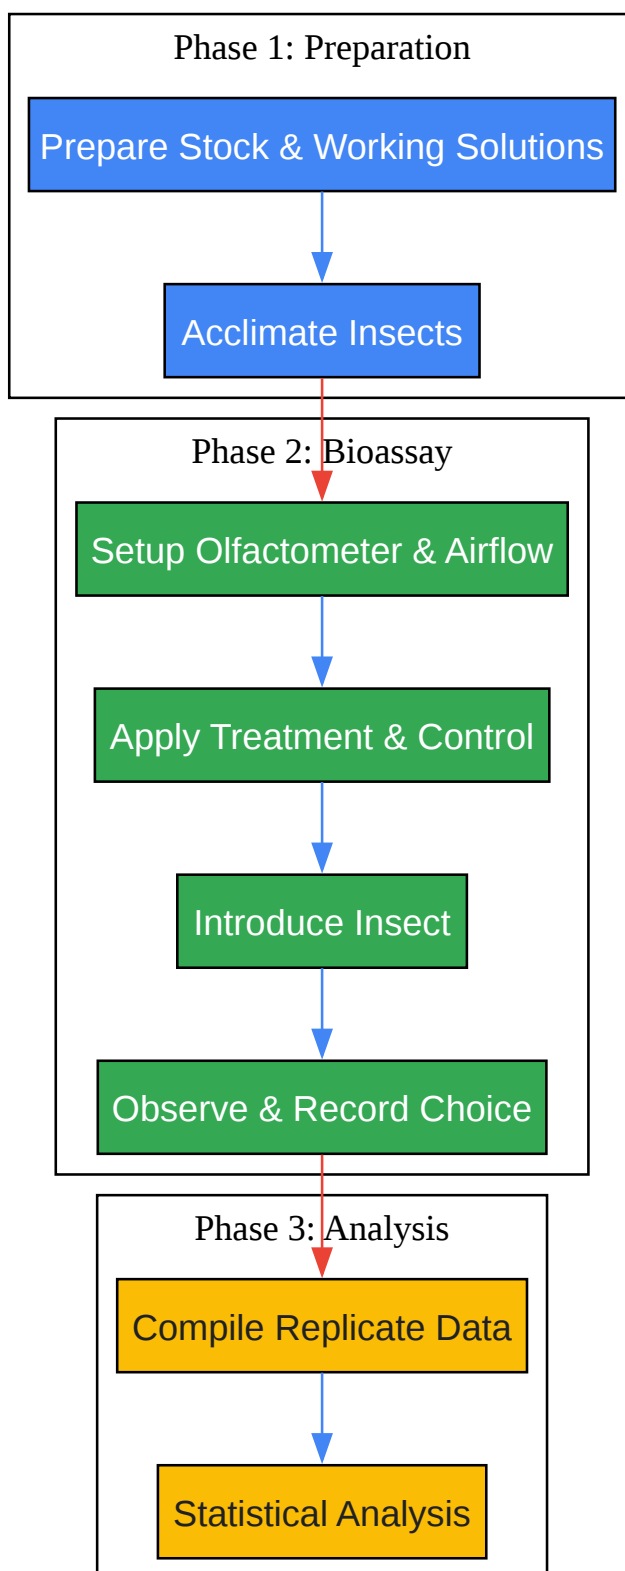 Phase 1: Preparation
Prepare Stock & Working Solutions
Acclimate Insects
Phase 2: Bioassay
Setup Olfactometer & Airflow
Apply Treatment & Control
Introduce Insect
Observe & Record Choice
Phase 3: Analysis
Compile Replicate Data
Statistical Analysis